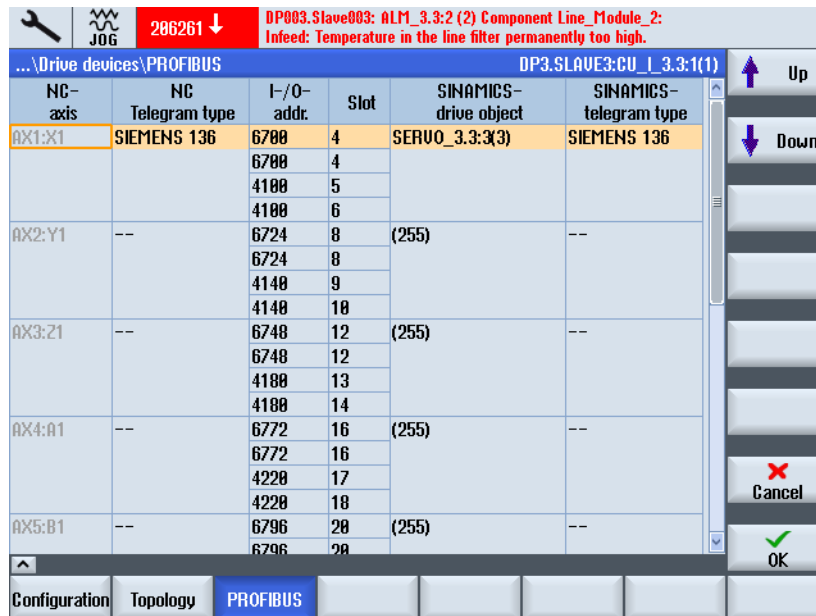 JOG
206261
DP003.Slave003: ALM_3.3:2 (2) Component Line_Module_2:
Infeed: Temperature in the line filter permanently too high.
...\Drive devices\PROFIBUS DP3.SLAVE3:CU_I_3.3:1(1)
NC- NC I-/O- Slot SINAMICS- SINAMICS-
axis Telegram type addr. drive object telegram type
AX1:X1 SIEMENS 136 6700 4 SERVO_3.3:3(3) SIEMENS 136
6700 4
4100 5
4100 6
AX2:Y1 -- 6724 8 (255) --
6724 8
4140 9
4140 10
AX3:Z1 -- 6748 12 (255) --
6748 12
4180 13
4180 14
AX4:A1 -- 6772 16 (255) --
6772 16
4220 17
4220 18
AX5:B1 -- 6796 20 (255) --
6796 20
Up
Down
Cancel
OK
Configuration Topology PROFIBUS